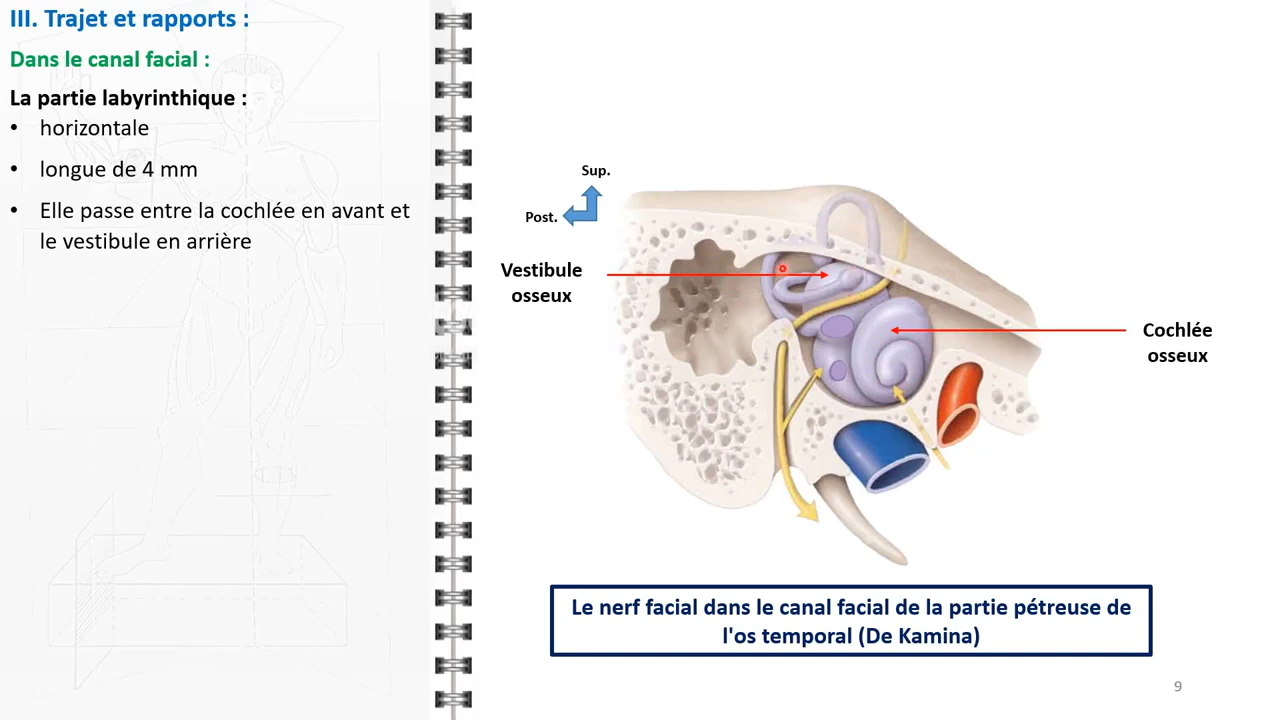 III. Trajet et rapports :
Dans le canal facial :
La partie labyrinthique :
• horizontale
• longue de 4 mm
• Elle passe entre la cochlée en avant et
le vestibule en arrière
Sup.
Post.
Vestibule
osseux
Cochlée
osseux
Le nerf facial dans le canal facial de la partie pétreuse de
l'os temporal (De Kamina)
9